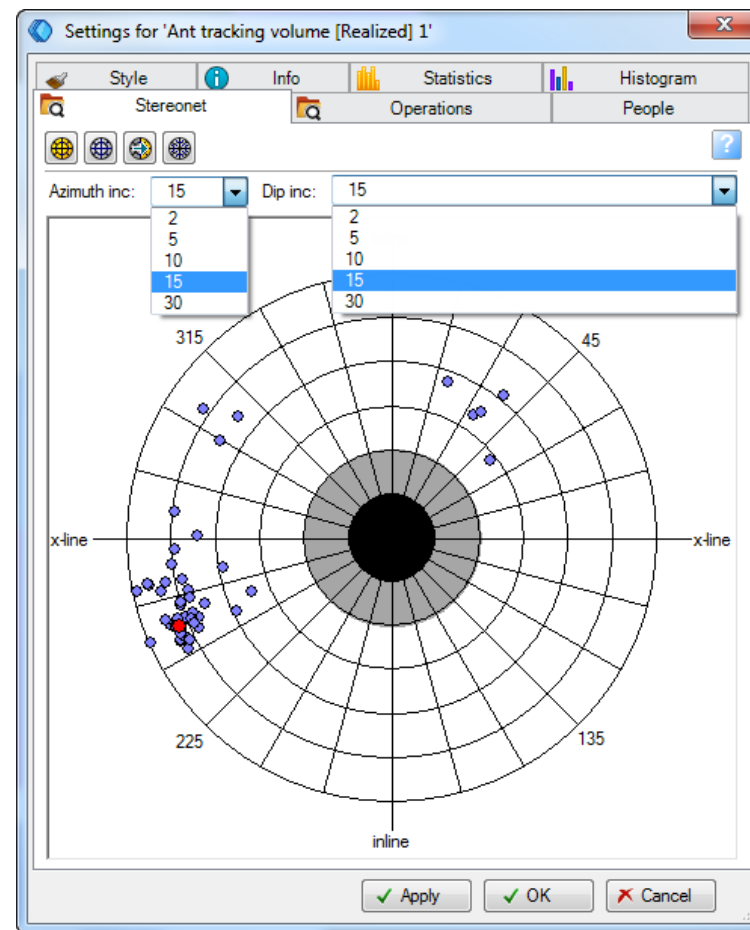 Settings for 'Ant tracking volume [Realized] 1'
Style Info Statistics Histogram
Stereonet Operations People
?
Azimuth inc: 15 Dip inc: 15
2 2
5 5
10 10
15 15
30 30
315 45
x-line x-line
225 135
inline
Apply OK Cancel